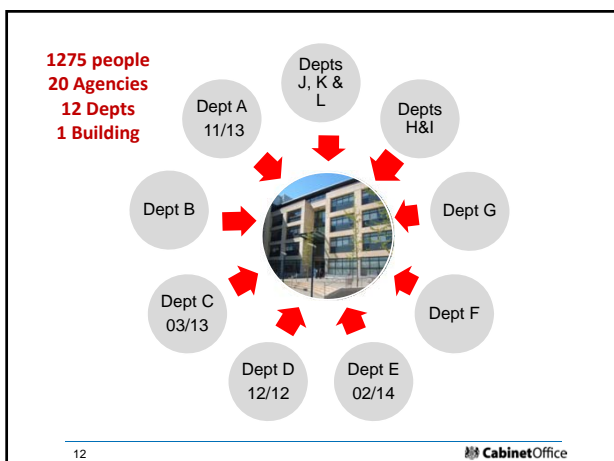 1275 people
20 Agencies
12 Depts
1 Building
Depts
J, K &
L
Dept A
11/13
Depts
H&I
Dept B
Dept G
Dept C
03/13
Dept F
Dept D
12/12
Dept E
02/14
12
CabinetOffice